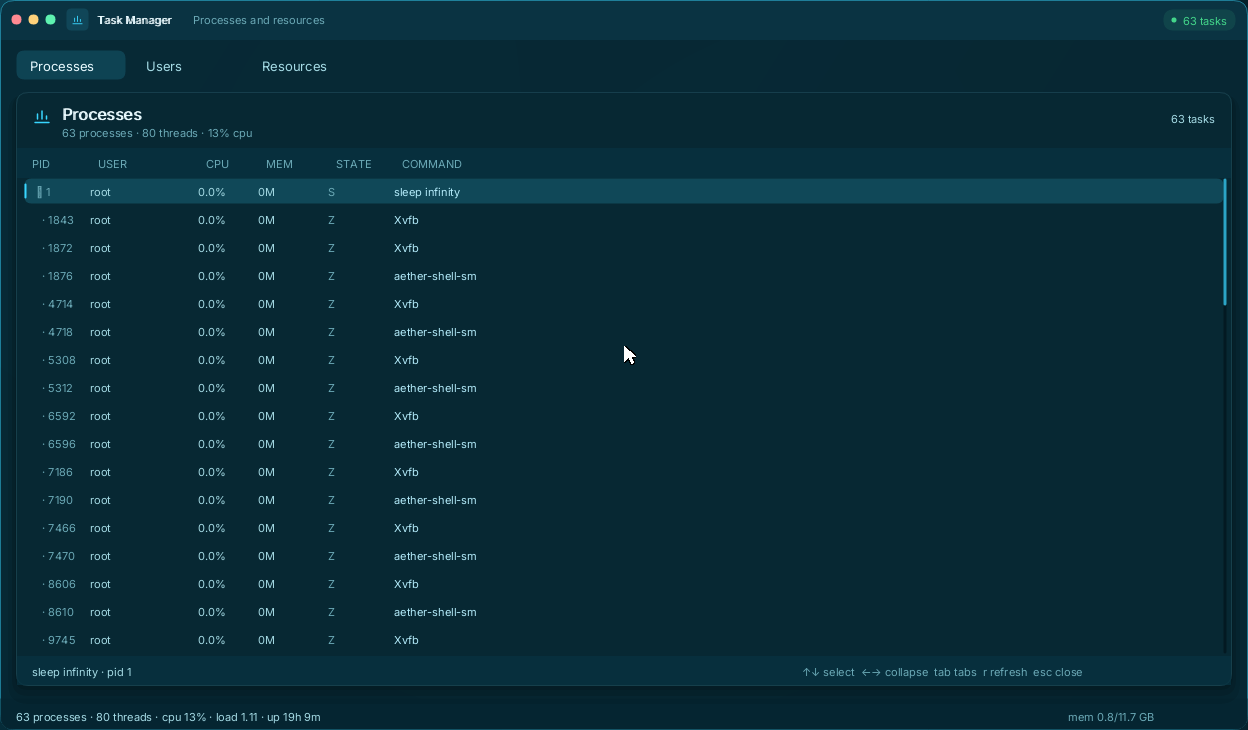 Task Manager Processes and resources 63 tasks
Processes Users Resources
Processes
63 processes · 80 threads · 13% cpu 63 tasks
PID USER CPU MEM STATE COMMAND
1 root 0.0% 0M S sleep infinity
· 1843 root 0.0% 0M Z Xvfb
· 1872 root 0.0% 0M Z Xvfb
· 1876 root 0.0% 0M Z aether-shell-sm
· 4714 root 0.0% 0M Z Xvfb
· 4718 root 0.0% 0M Z aether-shell-sm
· 5308 root 0.0% 0M Z Xvfb
· 5312 root 0.0% 0M Z aether-shell-sm
· 6592 root 0.0% 0M Z Xvfb
· 6596 root 0.0% 0M Z aether-shell-sm
· 7186 root 0.0% 0M Z Xvfb
· 7190 root 0.0% 0M Z aether-shell-sm
· 7466 root 0.0% 0M Z Xvfb
· 7470 root 0.0% 0M Z aether-shell-sm
· 8606 root 0.0% 0M Z Xvfb
· 8610 root 0.0% 0M Z aether-shell-sm
· 9745 root 0.0% 0M Z Xvfb
sleep infinity · pid 1 ↑↓ select ←→ collapse tab tabs r refresh esc close
63 processes · 80 threads · cpu 13% · load 1.11 · up 19h 9m mem 0.8/11.7 GB